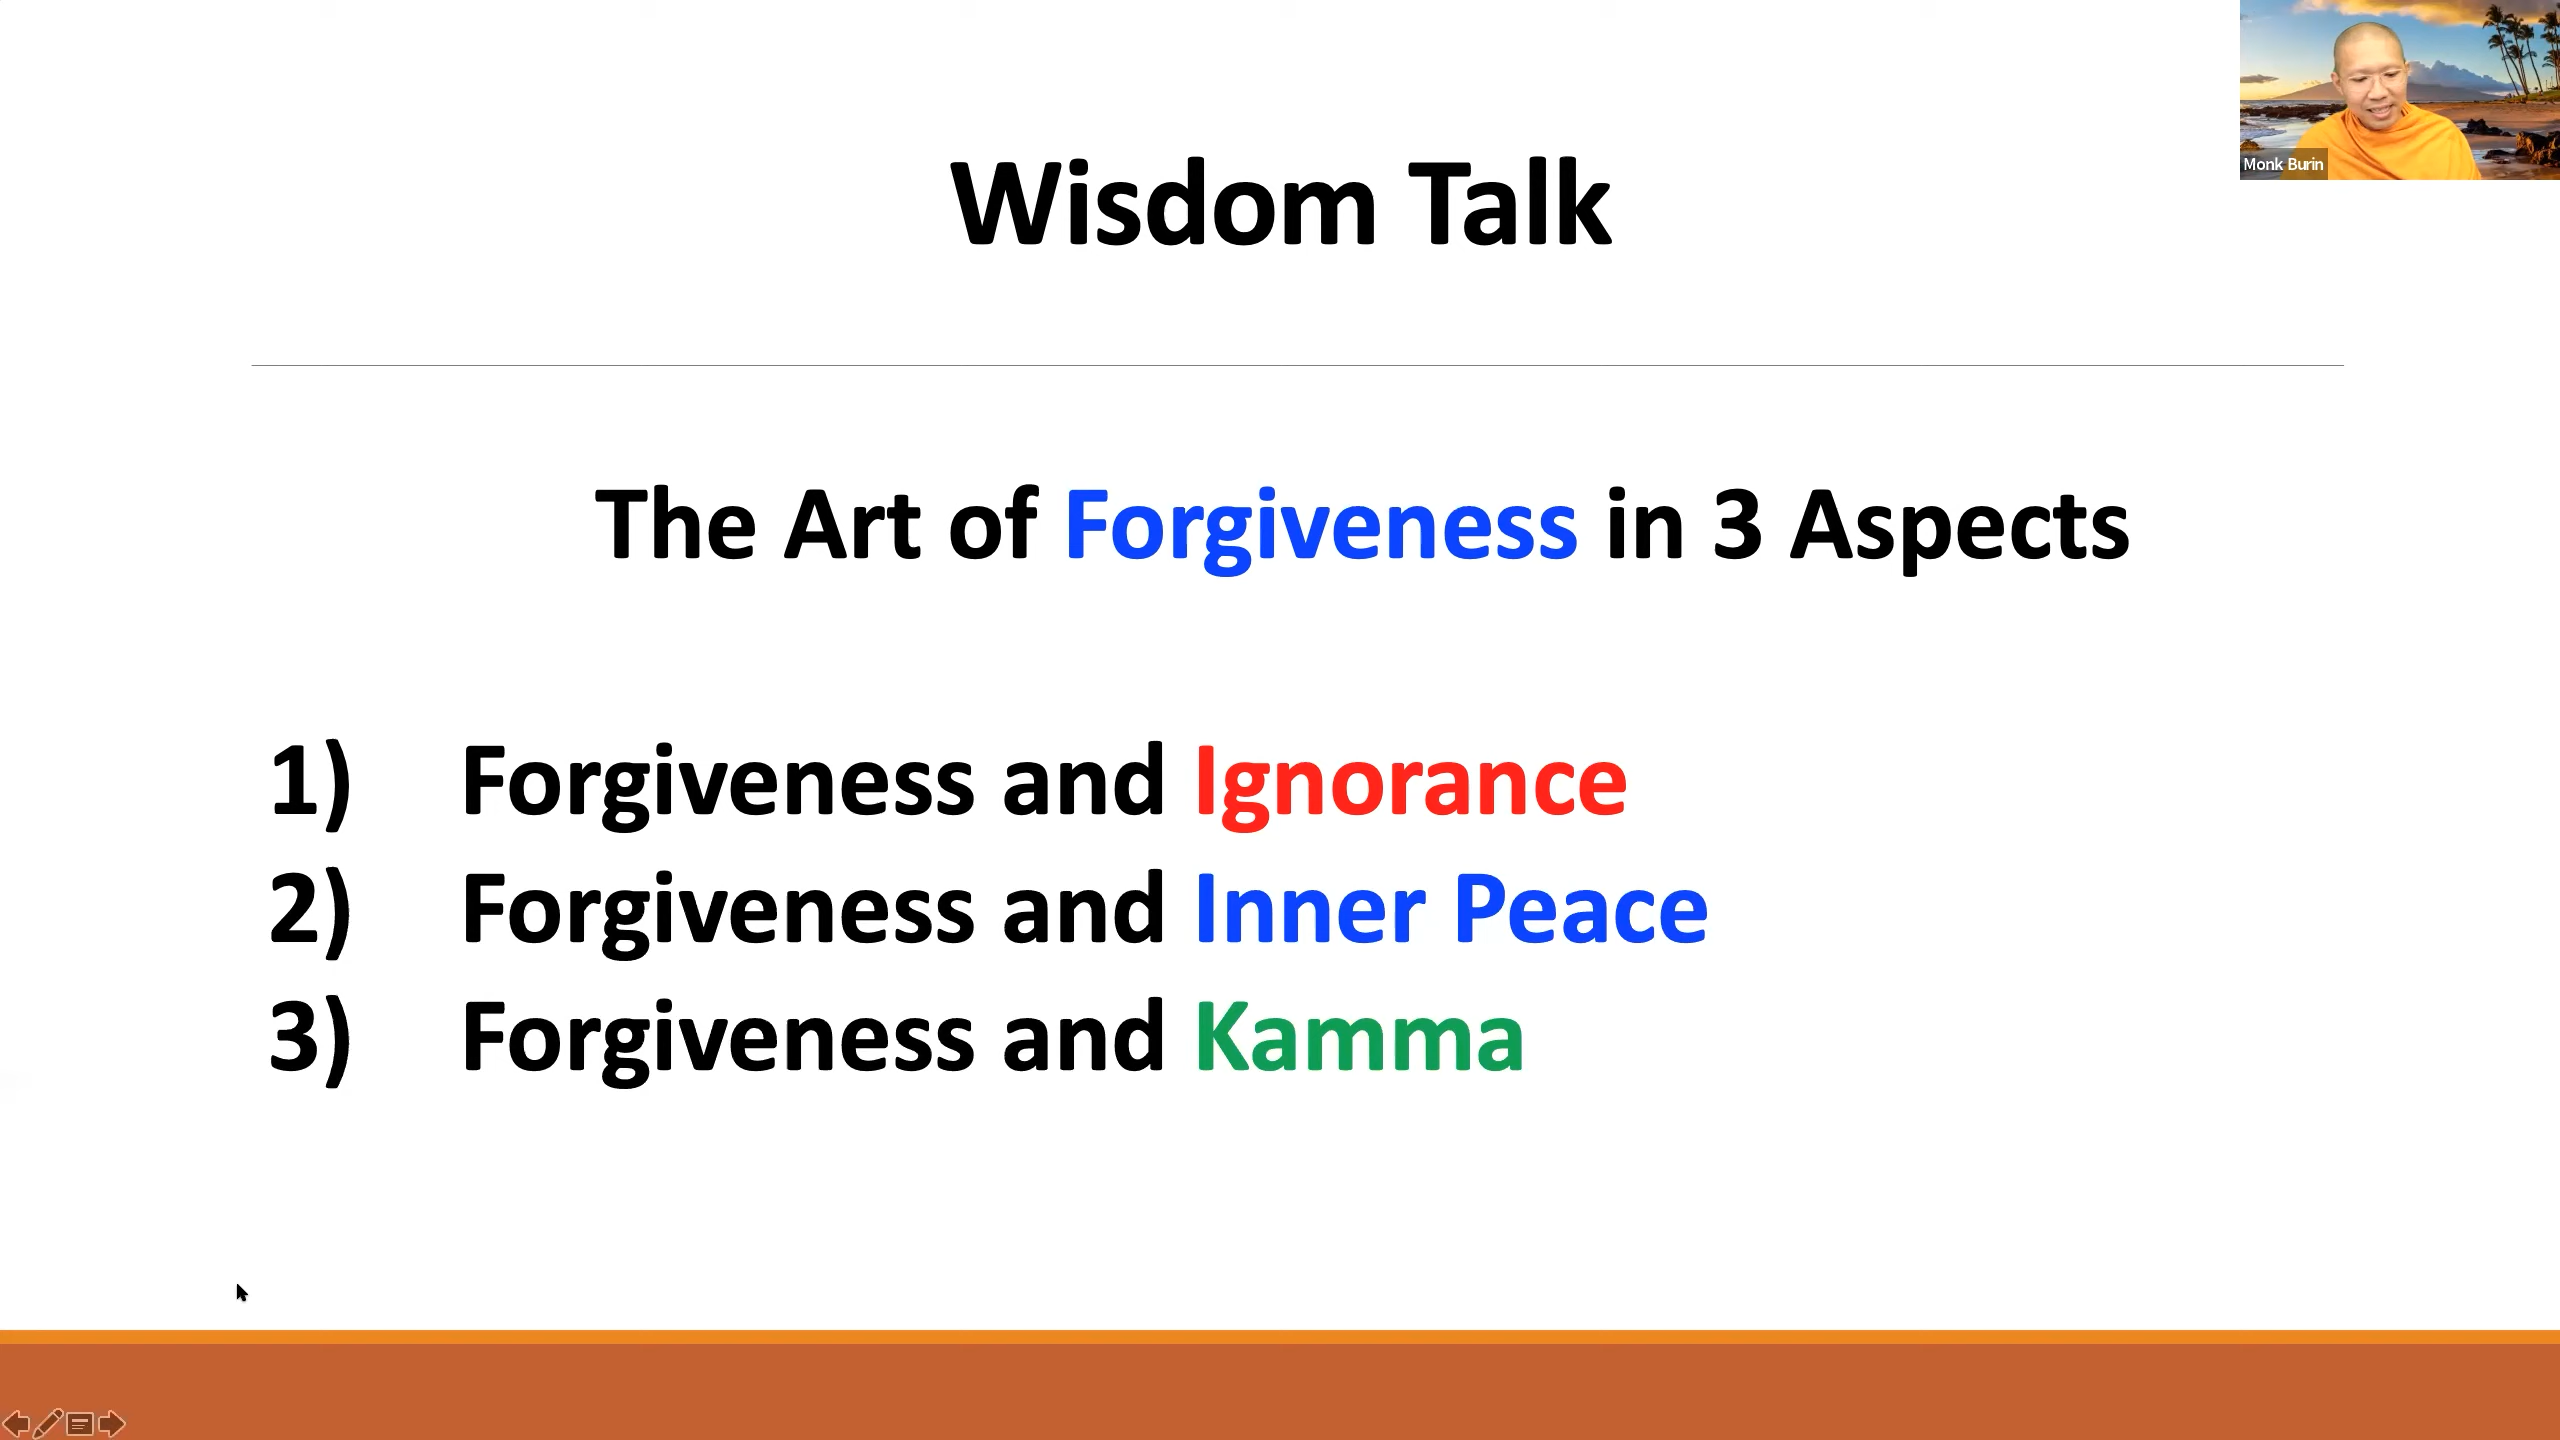 Monk Burin
Wisdom Talk
The Art of Forgiveness in 3 Aspects
1) Forgiveness and Ignorance
2) Forgiveness and Inner Peace
3) Forgiveness and Kamma